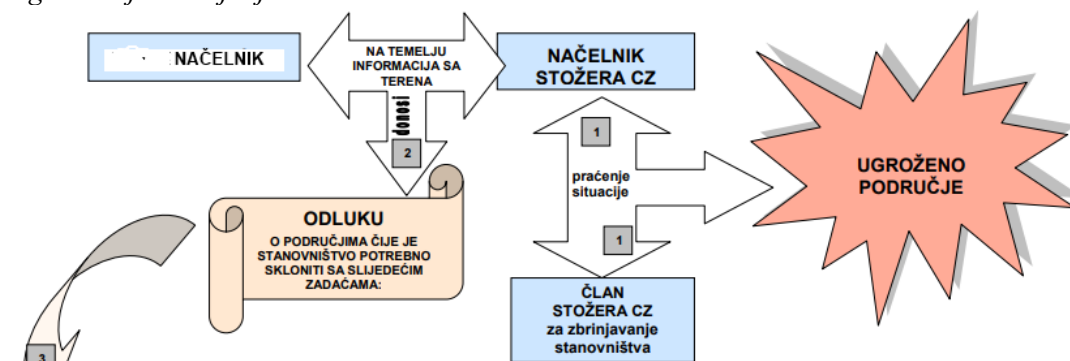 NAČELNIK
NA TEMELJU
INFORMACIJA SA
TERENA
NAČELNIK
STOŽERA CZ
donosi
2
1
praćenje
situacije
1
UGROŽENO
PODRUČJE
ODLUKU
O PODRUČJIMA ČIJE JE
STANOVNIŠTVO POTREBNO
SKLONITI SA SLIJEDEĆIM
ZADAĆAMA:
ČLAN
STOŽERA CZ
za zbrinjavanje
stanovništva
3